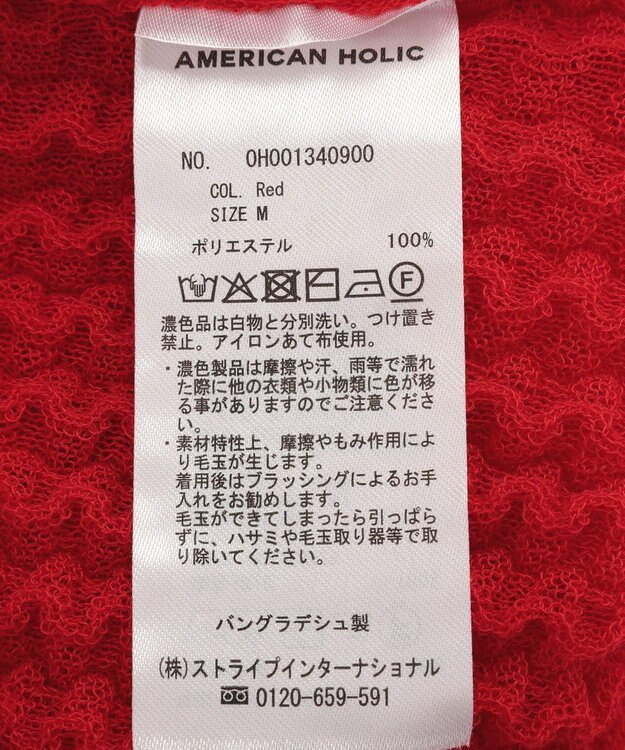 AMERICAN HOLIC
NO. OH001340900
COL. Red
SIZE M
ポリエステル 100%
F
濃色品は白物と分別洗い。つけ置き
禁止。アイロンあて布使用。
・濃色製品は摩擦や汗、雨等で濡れ
た際に他の衣類や小物類に色が移
る事がありますのでご注意くださ
い。
・素材特性上、摩擦やもみ作用によ
り毛玉が生じます。
着用後はブラッシングによるお手
入れをお勧めします。
毛玉ができてしまったら引っぱら
ずに、ハサミや毛玉取り器等で取
り除いてください。
バングラデシュ製
(株)ストライプインターナショナル
0120-659-591